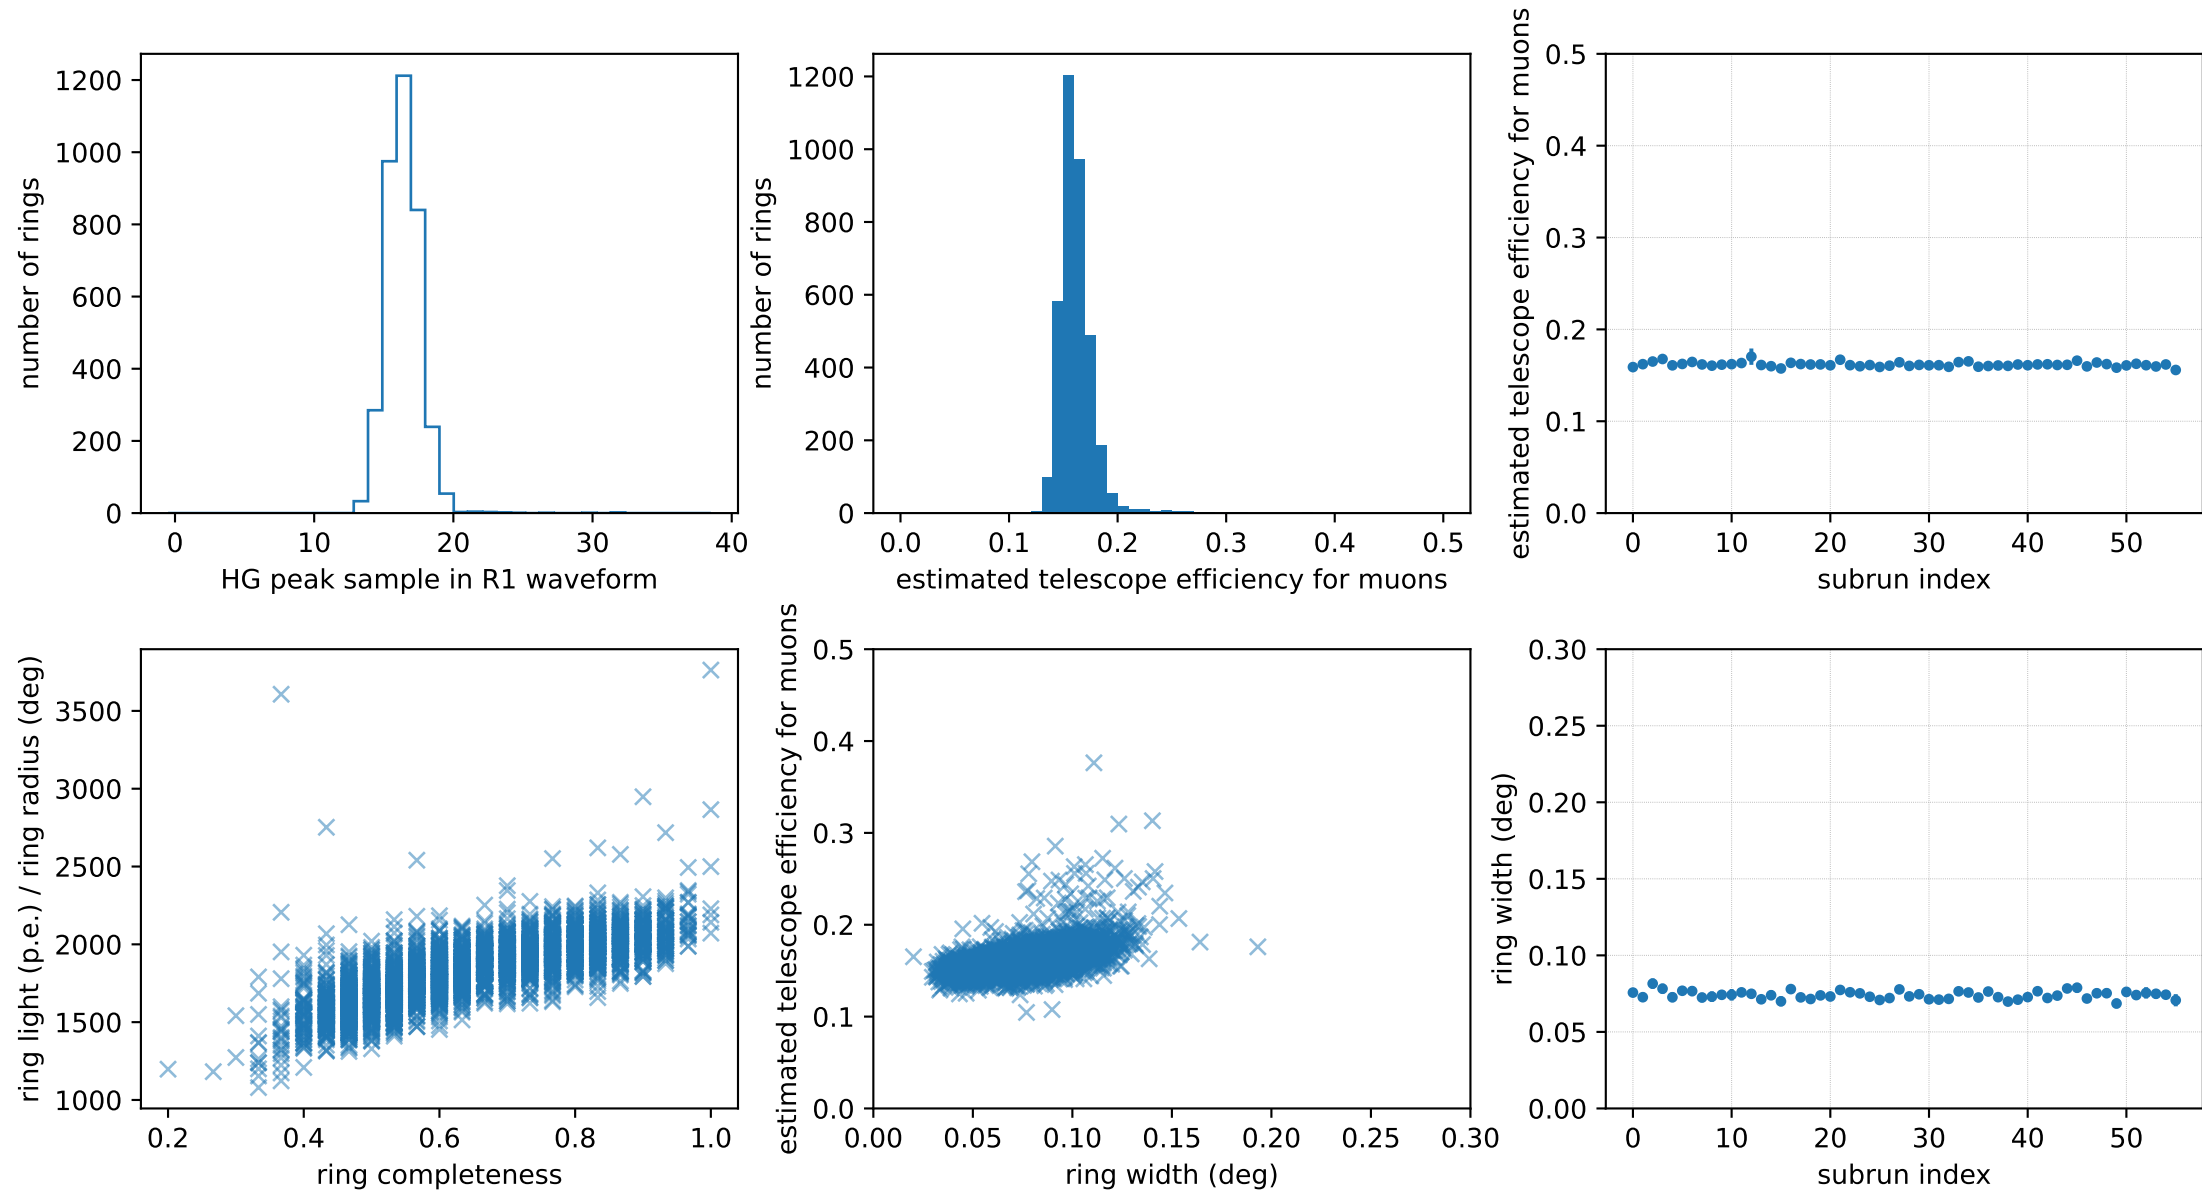 number of rings
1200
1000
800
600
400
200
0
0 10 20 30 40
HG peak sample in R1 waveform
number of rings
1200
1000
800
600
400
200
0
0.0 0.1 0.2 0.3 0.4 0.5
estimated telescope efficiency for muons
estimated telescope efficiency for muons
0.5
0.4
0.3
0.2
0.1
0.0
0 10 20 30 40 50
subrun index
ring light (p.e.) / ring radius (deg)
3500
3000
2500
2000
1500
1000
0.2 0.4 0.6 0.8 1.0
ring completeness
estimated telescope efficiency for muons
0.5
0.4
0.3
0.2
0.1
0.0
0.00 0.05 0.10 0.15 0.20 0.25 0.30
ring width (deg)
ring width (deg)
0.30
0.25
0.20
0.15
0.10
0.05
0.00
0 10 20 30 40 50
subrun index